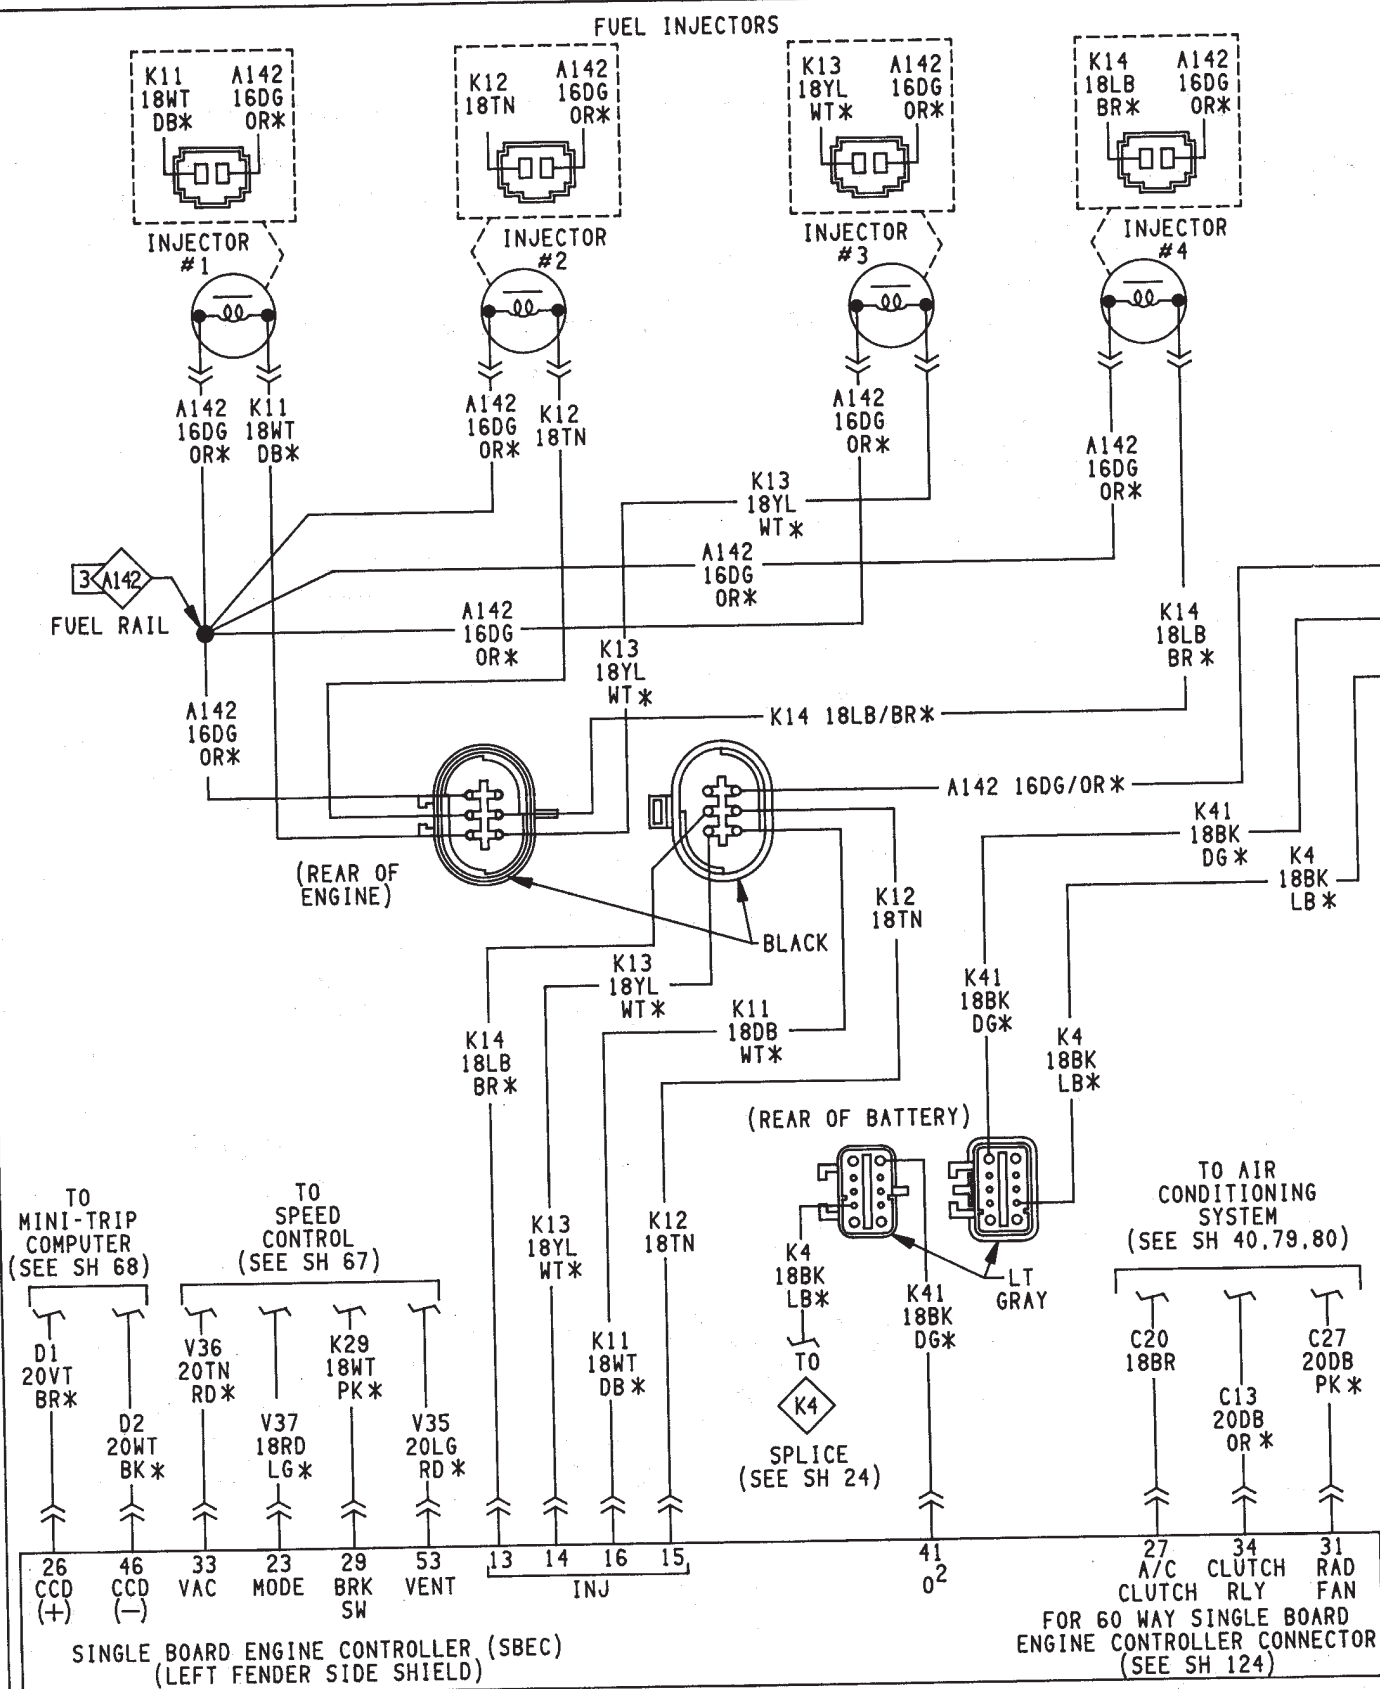 FUEL INJECTORS
K11
18WT
DB*
A142
16DG
OR*
K12
18TN
A142
16DG
OR*
K13
18YL
WT*
A142
16DG
OR*
K14
18LB
BR*
A142
16DG
OR*
INJECTOR
#1
INJECTOR
#2
INJECTOR
#3
INJECTOR
#4
A142
16DG
OR*
K11
18WT
DB*
A142
16DG
OR*
K12
18TN
A142
16DG
OR*
A142
16DG
OR*
K13
18YL
WT*
A142
16DG
OR*
3
A142
FUEL RAIL
A142
16DG
OR*
K13
18YL
WT*
K14
18LB
BR*
A142
16DG
OR*
K14 18LB/BR*
A142 16DG/OR*
K41
18BK
DG*
K4
18BK
LB*
(REAR OF
ENGINE)
BLACK
K12
18TN
K13
18YL
WT*
K11
18DB
WT*
K14
18LB
BR*
K41
18BK
DG*
K4
18BK
LB*
(REAR OF BATTERY)
TO
MINI-TRIP
COMPUTER
(SEE SH 68)
TO
SPEED
CONTROL
(SEE SH 67)
K13
18YL
WT*
K12
18TN
TO AIR
CONDITIONING
SYSTEM
(SEE SH 40,79,80)
K4
18BK
LB*
K41
18BK
DG*
LT
GRAY
D1
20VT
BR*
D2
20WT
BK*
V36
20TN
RD*
V37
18RD
LG*
K29
18WT
PK*
V35
20LG
RD*
K11
18WT
DB*
TO
K4
SPLICE
(SEE SH 24)
C20
18BR
C13
20DB
OR*
C27
20DB
PK*
26
CCD
(+)
46
CCD
(-)
33
VAC
23
MODE
29
BRK
SW
53
VENT
13
14
16
15
INJ
41
O2
27
A/C
CLUTCH
34
CLUTCH
RLY
31
RAD
FAN
SINGLE BOARD ENGINE CONTROLLER (SBEC)
(LEFT FENDER SIDE SHIELD)
FOR 60 WAY SINGLE BOARD
ENGINE CONTROLLER CONNECTOR
(SEE SH 124)